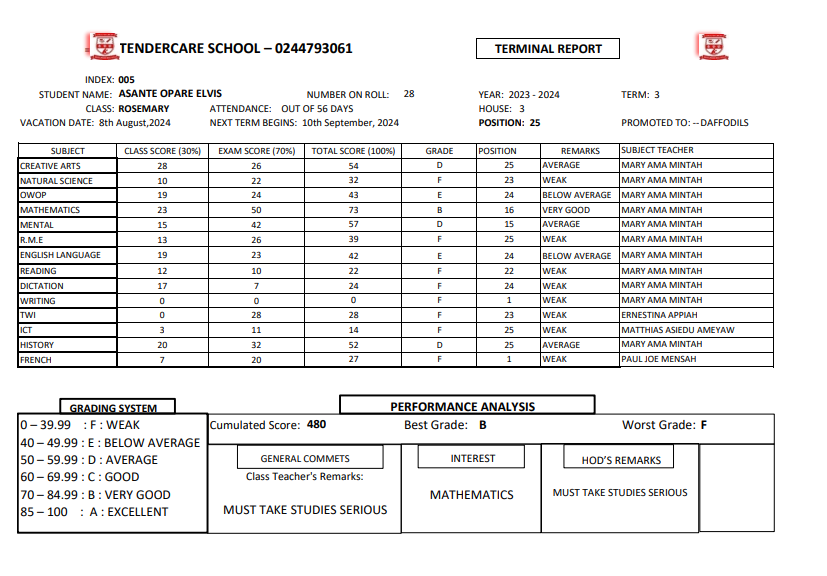 TENDERCARE SCHOOL – 0244793061 TERMINAL REPORT
INDEX: 005
STUDENT NAME: ASANTE OPARE ELVIS NUMBER ON ROLL: 28 YEAR: 2023 - 2024 TERM: 3
CLASS: ROSEMARY ATTENDANCE: OUT OF 56 DAYS HOUSE: 3
VACATION DATE: 8th August,2024 NEXT TERM BEGINS: 10th September, 2024 POSITION: 25 PROMOTED TO: --DAFFODILS
SUBJECT CLASS SCORE (30%) EXAM SCORE (70%) TOTAL SCORE (100%) GRADE POSITION REMARKS SUBJECT TEACHER
CREATIVE ARTS 28 26 54 D 25 AVERAGE MARY AMA MINTAH
NATURAL SCIENCE 10 22 32 F 23 WEAK MARY AMA MINTAH
OWOP 19 24 43 E 24 BELOW AVERAGE MARY AMA MINTAH
MATHEMATICS 23 50 73 B 16 VERY GOOD MARY AMA MINTAH
MENTAL 15 42 57 D 15 AVERAGE MARY AMA MINTAH
R.M.E 13 26 39 F 25 WEAK MARY AMA MINTAH
ENGLISH LANGUAGE 19 23 42 E 24 BELOW AVERAGE MARY AMA MINTAH
READING 12 10 22 F 22 WEAK MARY AMA MINTAH
DICTATION 17 7 24 F 24 WEAK MARY AMA MINTAH
WRITING 0 0 0 F 1 WEAK MARY AMA MINTAH
TWI 0 28 28 F 23 WEAK ERNESTINA APPIAH
ICT 3 11 14 F 25 WEAK MATTHIAS ASIEDU AMEYAW
HISTORY 20 32 52 D 25 AVERAGE MARY AMA MINTAH
FRENCH 7 20 27 F 1 WEAK PAUL JOE MENSAH
GRADING SYSTEM
0 – 39.99 : F : WEAK
40 – 49.99 : E : BELOW AVERAGE
50 – 59.99 : D : AVERAGE
60 – 69.99 : C : GOOD
70 – 84.99 : B : VERY GOOD
85 – 100 : A : EXCELLENT
PERFORMANCE ANALYSIS
Cumulated Score: 480 Best Grade: B Worst Grade: F
GENERAL COMMETS
Class Teacher's Remarks:
MUST TAKE STUDIES SERIOUS
INTEREST
MATHEMATICS
HOD'S REMARKS
MUST TAKE STUDIES SERIOUS